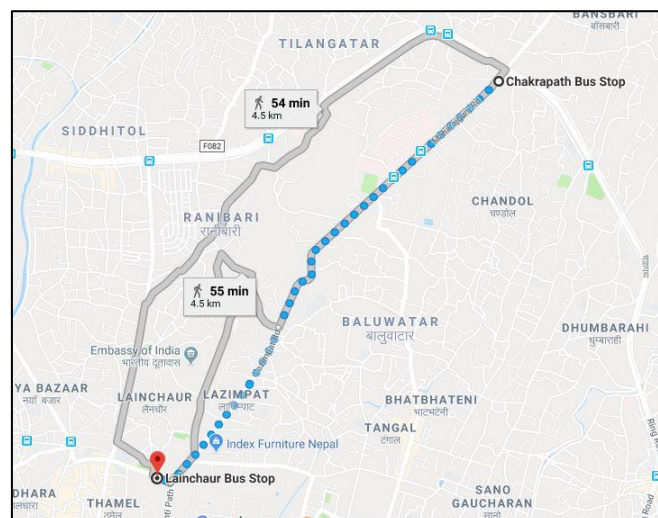 BANSBARI
बाँसबारी
TILANGATAR
Chakrapath Bus Stop
54 min
4.5 km
SIDDHITOL
F082
CHANDOL
चण्डोल
RANIBARI
रानीबारी
55 min
4.5 km
BALUWATAR
बालुवाटार
DHUMBARAHI
धुम्बाराही
Embassy of India
भारतीय दूतावास
YA BAZAAR
नयाँ बजार
LAINCHAUR
लैनचौर
LAZIMPAT
लाजिम्पाट
BHATBHATENI
भाटभटेनी
TANGAL
टंगाल
Index Furniture Nepal
Lainchaur Bus Stop
DHARA
THAMEL
ठमेल
SANO
GAUCHARAN